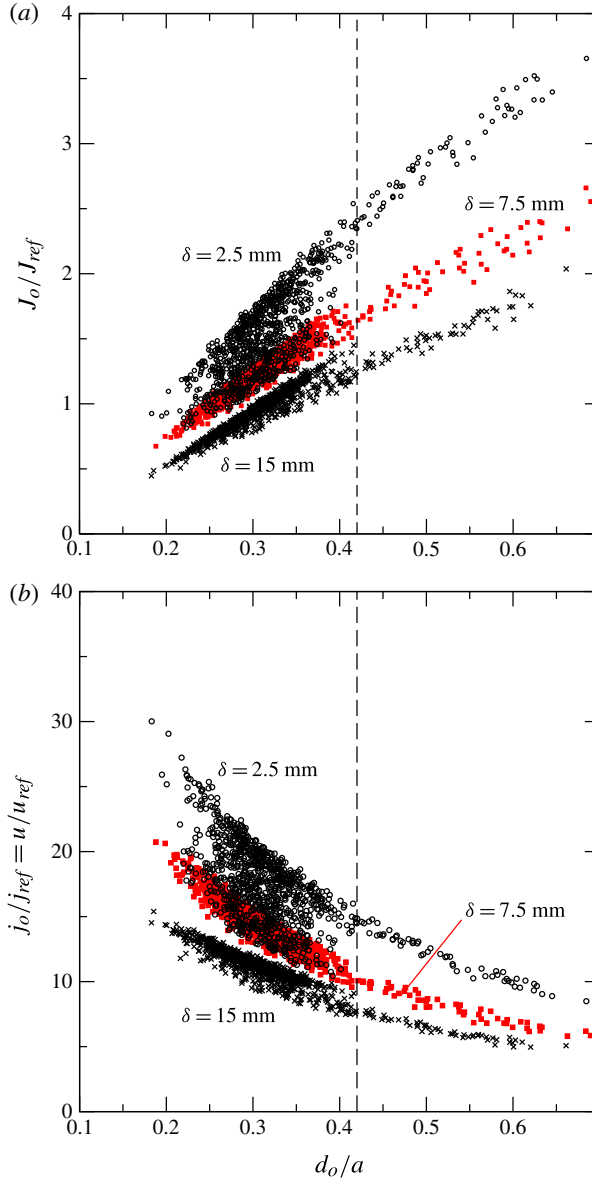 (a)
4
3
2
1
0
J_o/J_ref
δ = 2.5 mm
δ = 7.5 mm
δ = 15 mm
0.1 0.2 0.3 0.4 0.5 0.6
(b)
40
30
20
10
0
j_o/j_ref = u/u_ref
δ = 2.5 mm
δ = 7.5 mm
δ = 15 mm
0.1 0.2 0.3 0.4 0.5 0.6
d_o/a